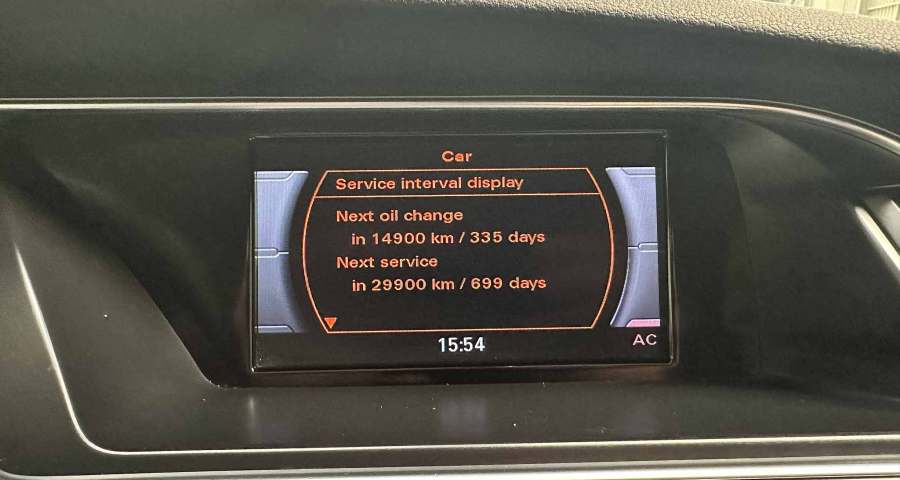 Car
Service interval display
Next oil change
in 14900 km / 335 days
Next service
in 29900 km / 699 days
15:54
AC